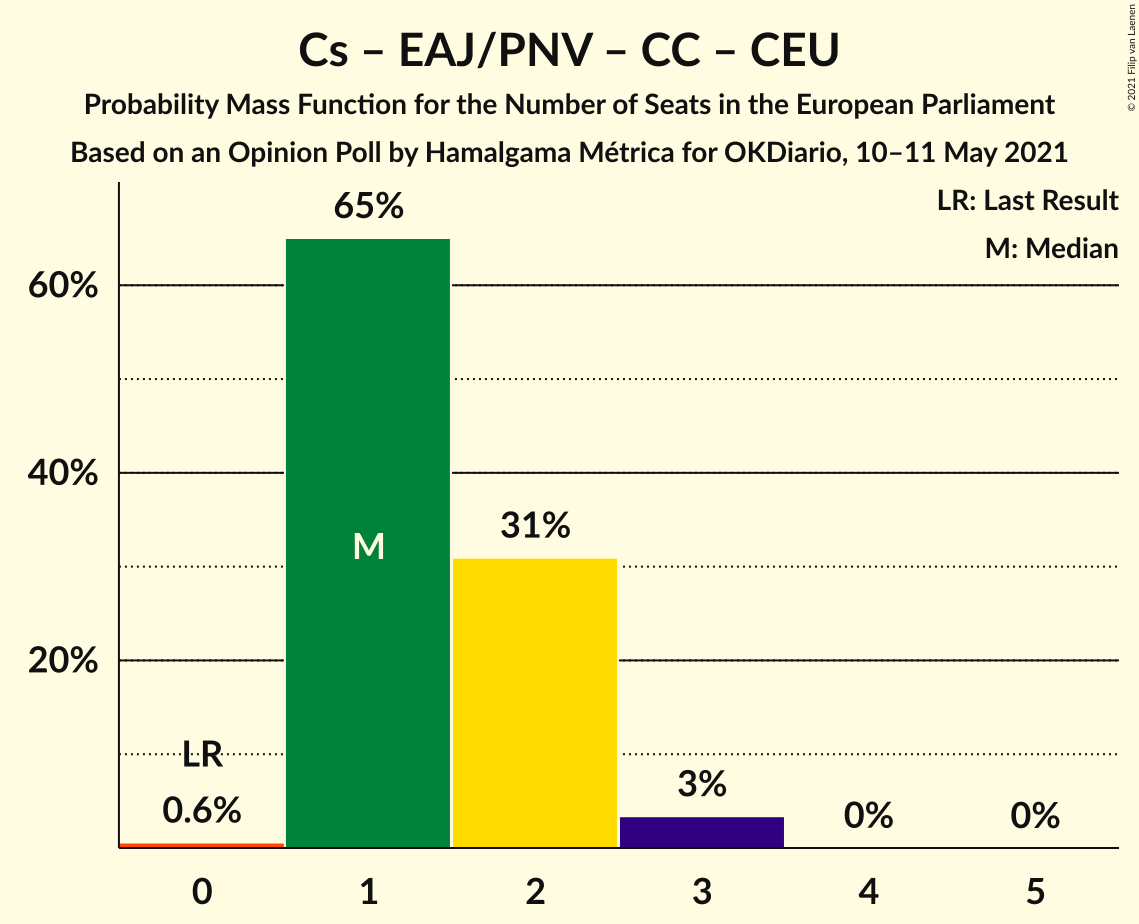 Cs – EAJ/PNV – CC – CEU
Probability Mass Function for the Number of Seats in the European Parliament
Based on an Opinion Poll by Hamalgama Métrica for OKDiario, 10–11 May 2021
© 2021 Filip van Laenen
LR: Last Result
M: Median
65%
60%
40%
31%
M
20%
LR
0.6%
3%
0%
0%
0 1 2 3 4 5